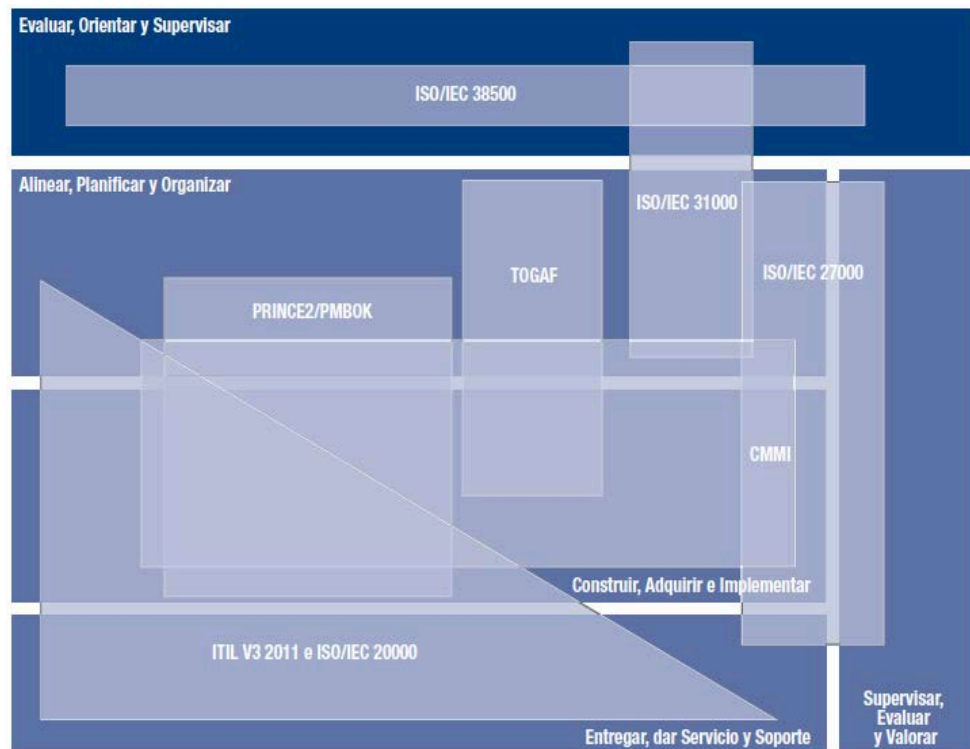 Evaluar, Orientar y Supervisar
ISO/IEC 38500
Alinear, Planificar y Organizar
ISO/IEC 31000
TOGAF
ISO/IEC 27000
PRINCE2/PMBOK
CMMI
Construir, Adquirir e Implementar
ITIL V3 2011 e ISO/IEC 20000
Entregar, dar Servicio y Soporte
Supervisar,
Evaluar
y Valorar